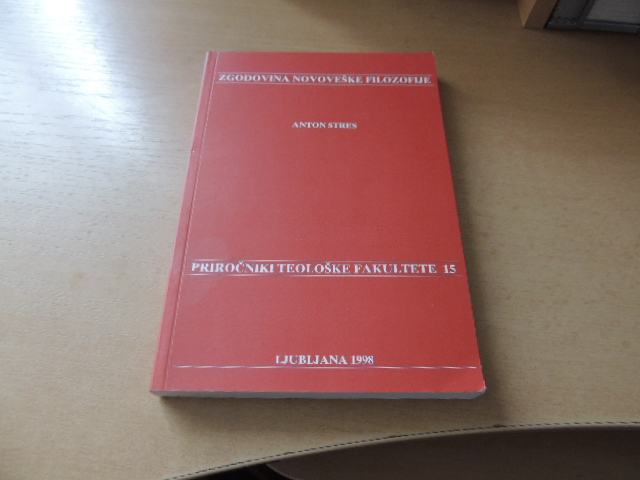 ZGODOVINA NOVOVEŠKE FILOZOFIJE
ANTON STRES
PRIROČNIKI TEOLOŠKE FAKULTETE 15
LJUBLJANA 1998